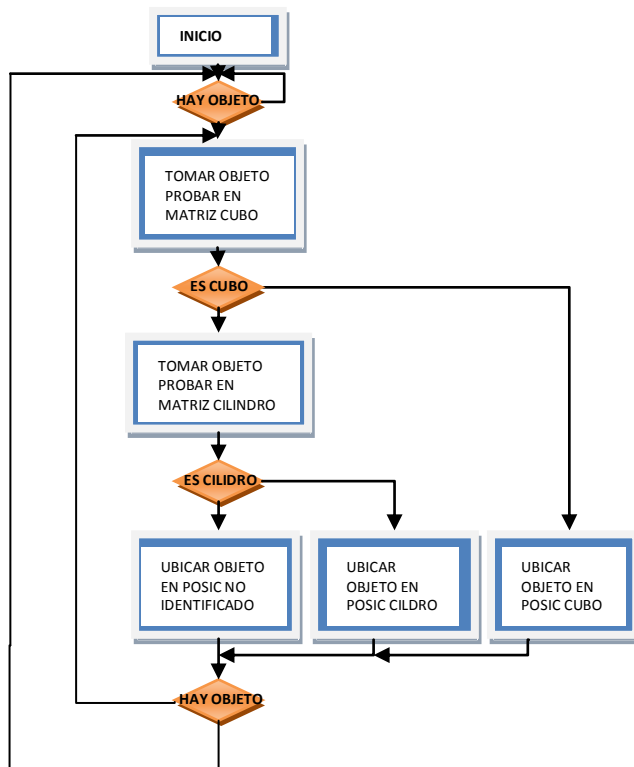 INICIO
HAY OBJETO
TOMAR OBJETO
PROBAR EN
MATRIZ CUBO
ES CUBO
TOMAR OBJETO
PROBAR EN
MATRIZ CILINDRO
ES CILIDRO
UBICAR OBJETO
EN POSIC NO
IDENTIFICADO
UBICAR
OBJETO EN
POSIC CILDRO
UBICAR
OBJETO EN
POSIC CUBO
HAY OBJETO